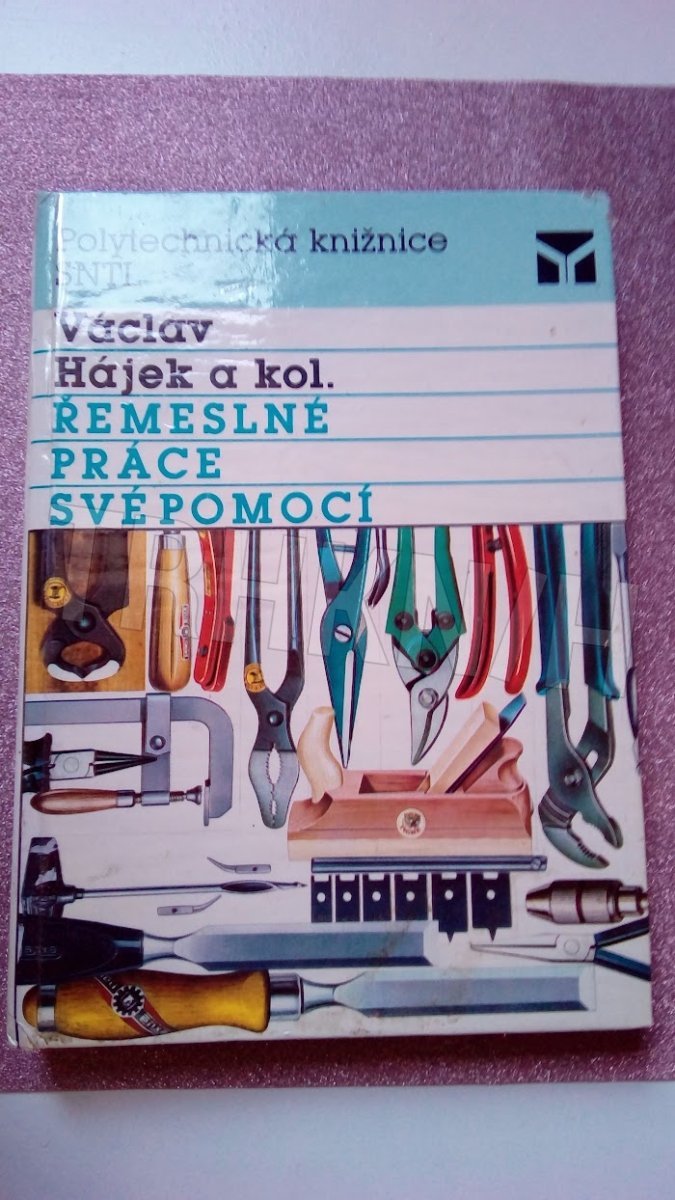 Polytechnická knižnice
SNTL
Václav
Hájek a kol.
ŘEMESLNÉ
PRÁCE
SVÉPOMOCÍ